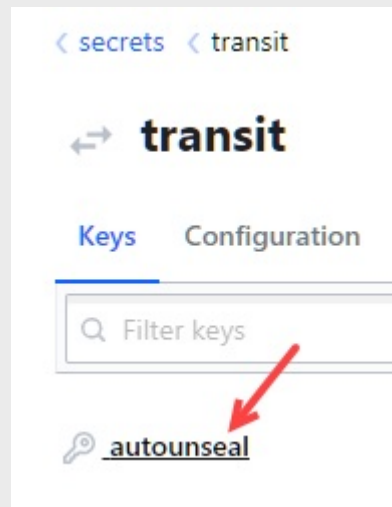 secrets transit
transit
Keys Configuration
Filter keys
autounseal